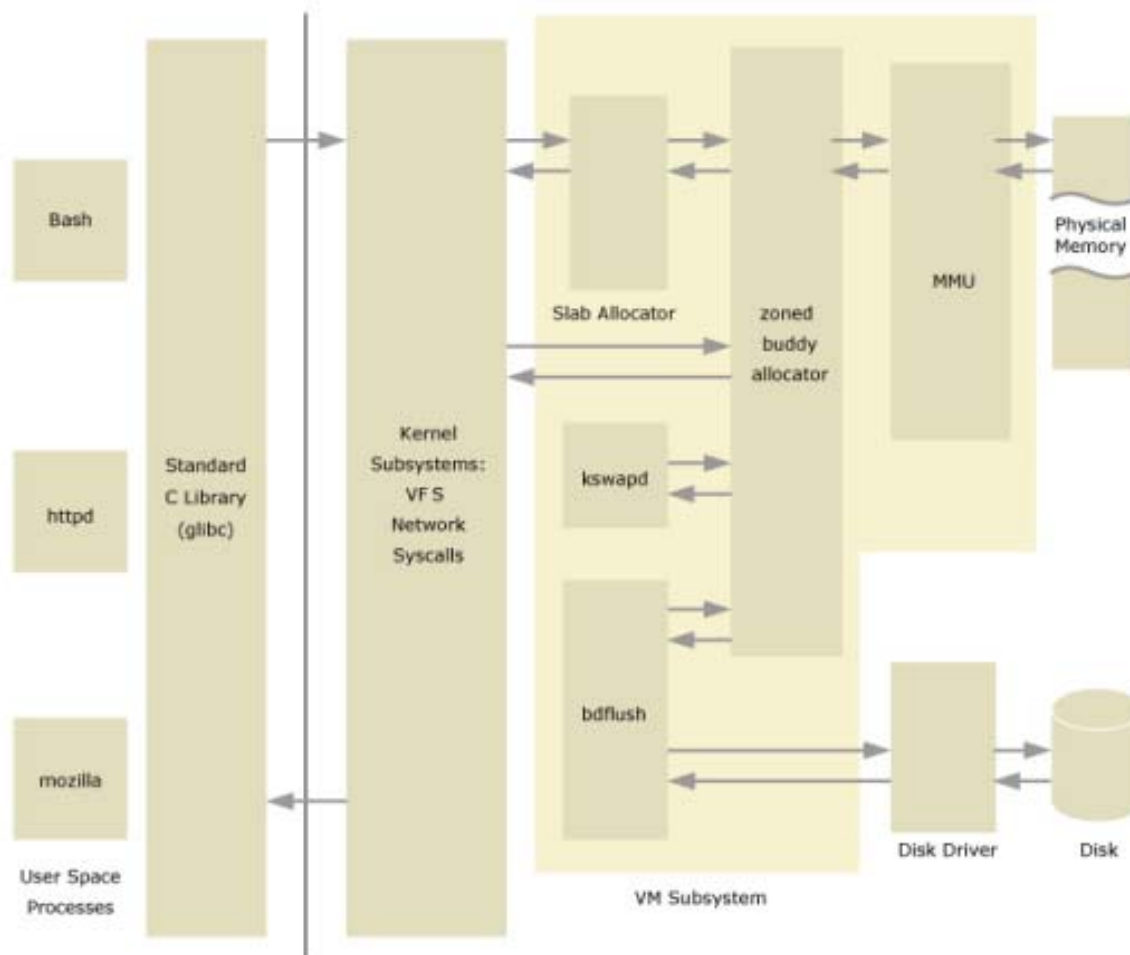 Bash
httpd
mozilla
User Space
Processes
Standard
C Library
(glibc)
Kernel
Subsystems:
VFS
Network
Syscalls
Slab Allocator
kswapd
bdflush
zoned
buddy
allocator
MMU
Physical
Memory
Disk Driver
Disk
VM Subsystem